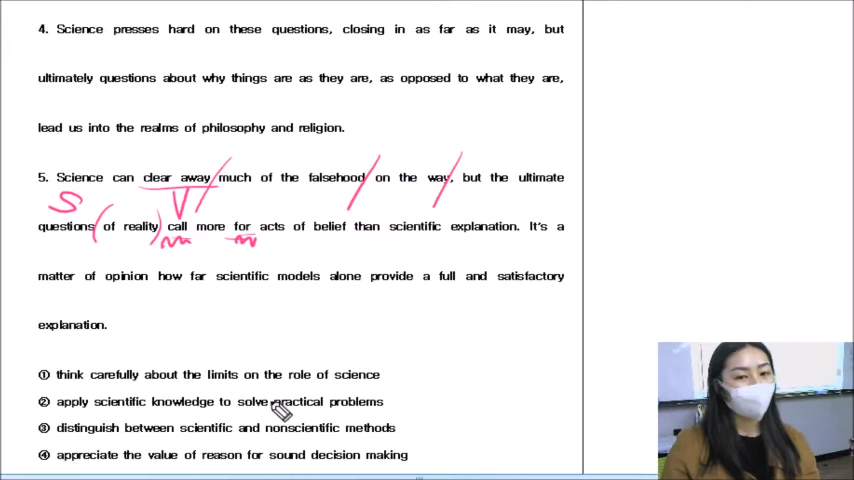 4. Science presses hard on these questions, closing in as far as it may, but
ultimately questions about why things are as they are, as opposed to what they are,
lead us into the realms of philosophy and religion.
5. Science can clear away much of the falsehood on the way, but the ultimate
S V
questions of reality call more for acts of belief than scientific explanation. It's a
matter of opinion how far scientific models alone provide a full and satisfactory
explanation.
① think carefully about the limits on the role of science
② apply scientific knowledge to solve practical problems
③ distinguish between scientific and nonscientific methods
④ appreciate the value of reason for sound decision making